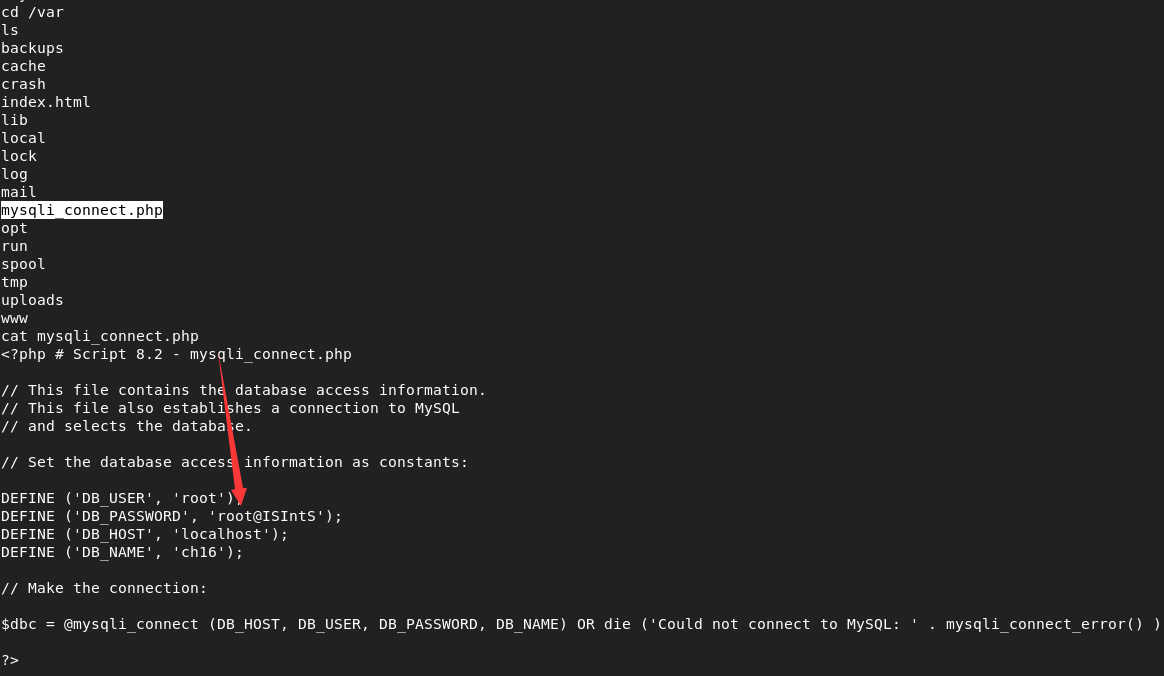 cd /var
ls
backups
cache
crash
index.html
lib
local
lock
log
mail
mysqli_connect.php
opt
run
spool
tmp
uploads
www
cat mysqli_connect.php
<?php # Script 8.2 - mysqli_connect.php
// This file contains the database access information.
// This file also establishes a connection to MySQL
// and selects the database.
// Set the database access information as constants:
DEFINE ('DB_USER', 'root');
DEFINE ('DB_PASSWORD', 'root@ISIntS');
DEFINE ('DB_HOST', 'localhost');
DEFINE ('DB_NAME', 'ch16');
// Make the connection:
$dbc = @mysqli_connect (DB_HOST, DB_USER, DB_PASSWORD, DB_NAME) OR die ('Could not connect to MySQL: ' . mysqli_connect_error() )
?>